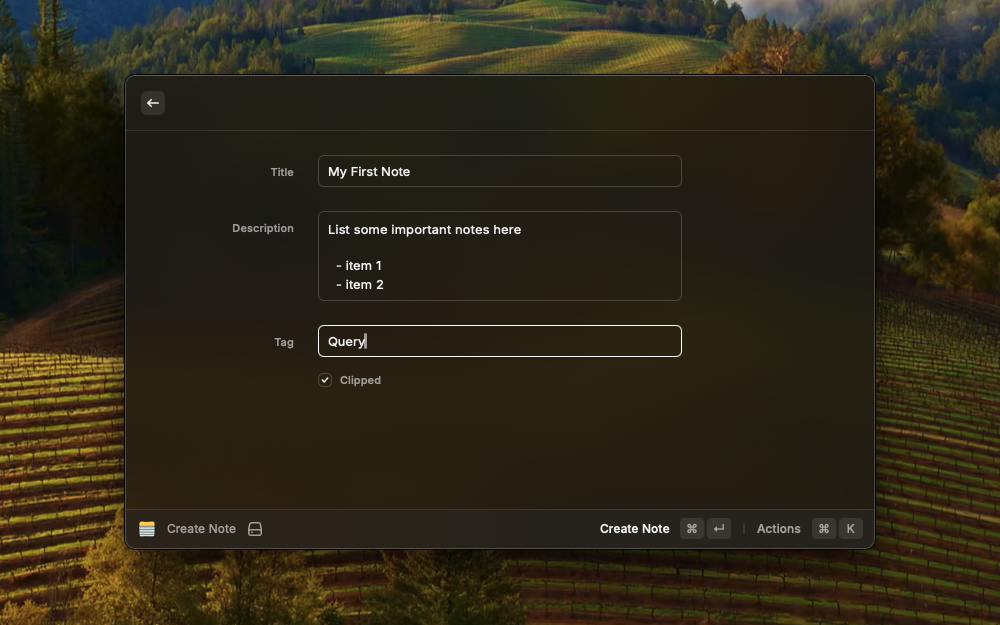 Title
My First Note
Description
List some important notes here
- item 1
- item 2
Tag
Query
Clipped
Create Note
Create Note ⌘ ↵
Actions ⌘ K